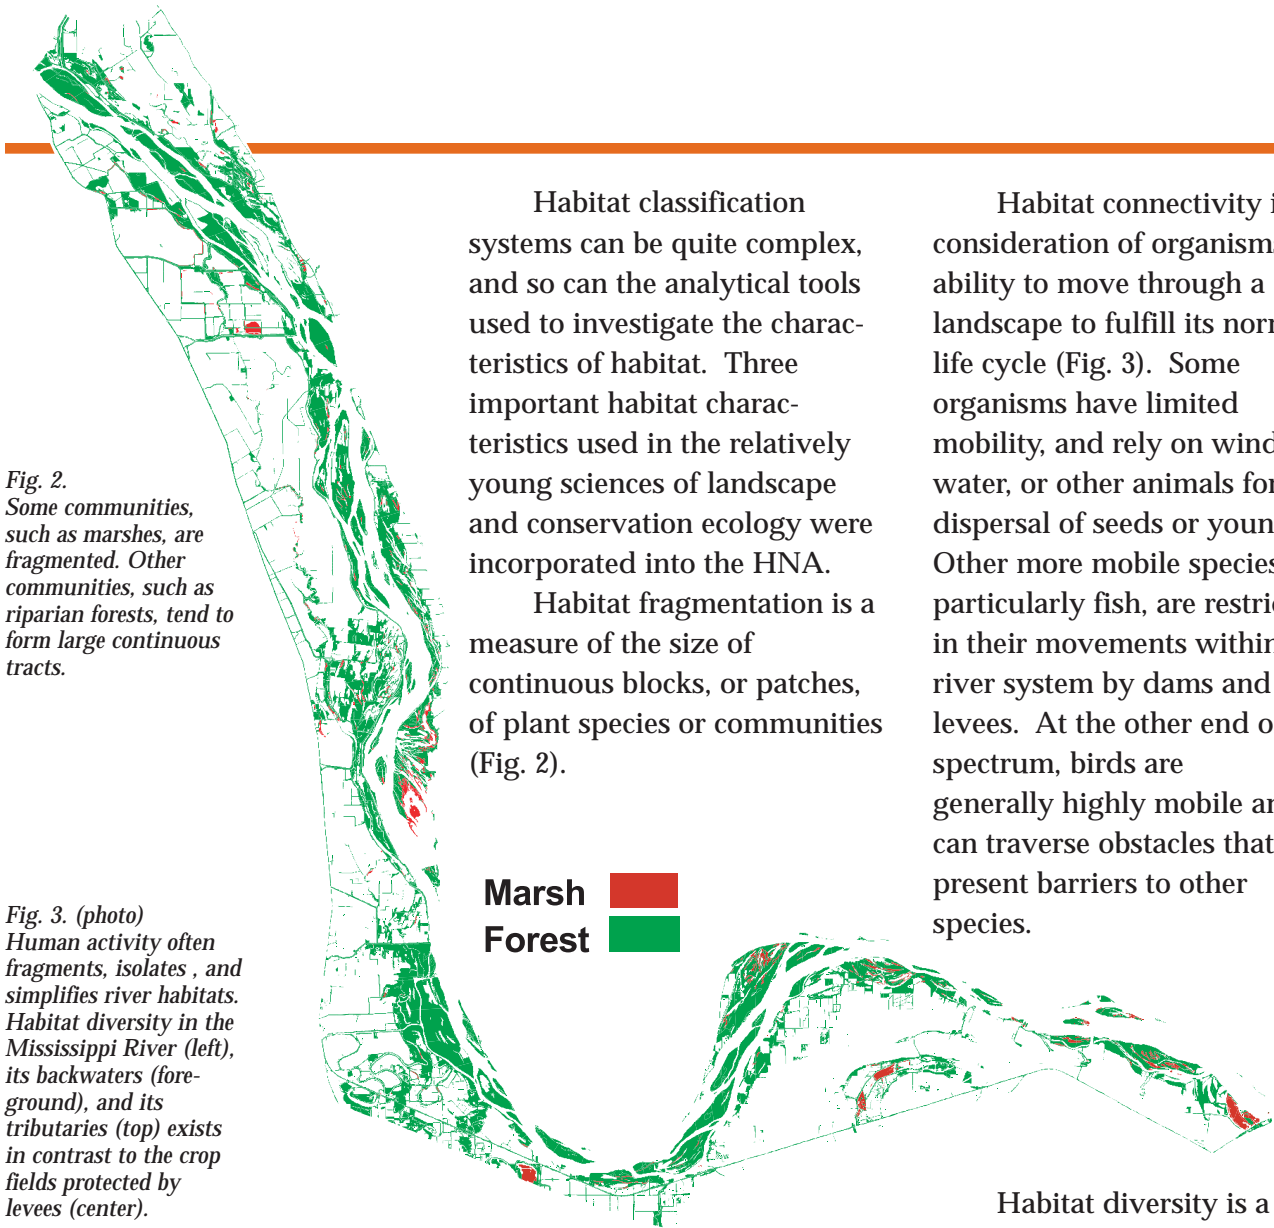 Habitat classification
systems can be quite complex,
and so can the analytical tools
used to investigate the charac-
teristics of habitat. Three
important habitat charac-
teristics used in the relatively
young sciences of landscape
and conservation ecology were
incorporated into the HNA.
Habitat fragmentation is a
measure of the size of
continuous blocks, or patches,
of plant species or communities
(Fig. 2).
Habitat connectivity i
consideration of organism
ability to move through a
landscape to fulfill its nor
life cycle (Fig. 3). Some
organisms have limited
mobility, and rely on wind
water, or other animals for
dispersal of seeds or youn
Other more mobile species
particularly fish, are restri
in their movements within
river system by dams and
levees. At the other end o
spectrum, birds are
generally highly mobile an
can traverse obstacles that
present barriers to other
species.
Habitat diversity is a
Fig. 2.
Some communities,
such as marshes, are
fragmented. Other
communities, such as
riparian forests, tend to
form large continuous
tracts.
Marsh
Forest
Fig. 3. (photo)
Human activity often
fragments, isolates , and
simplifies river habitats.
Habitat diversity in the
Mississippi River (left),
its backwaters (fore-
ground), and its
tributaries (top) exists
in contrast to the crop
fields protected by
levees (center).